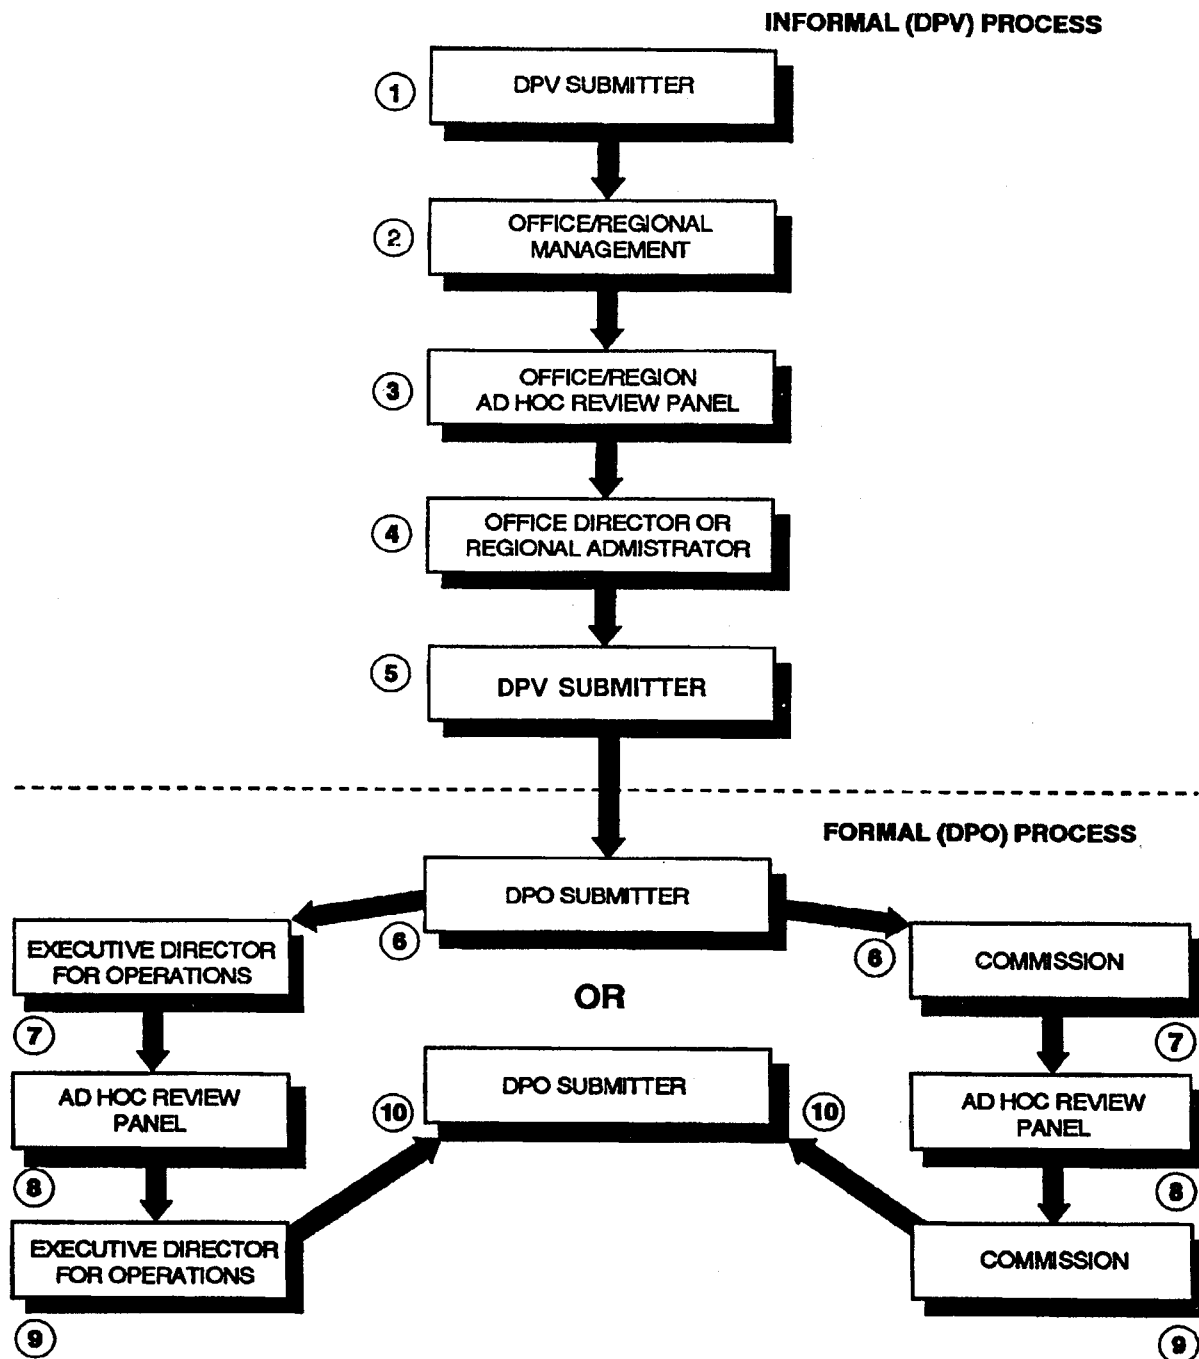 INFORMAL (DPV) PROCESS
1
DPV SUBMITTER
2
OFFICE/REGIONAL
MANAGEMENT
3
OFFICE/REGION
AD HOC REVIEW PANEL
4
OFFICE DIRECTOR OR
REGIONAL ADMISTRATOR
5
DPV SUBMITTER
FORMAL (DPO) PROCESS
DPO SUBMITTER
6
6
EXECUTIVE DIRECTOR
FOR OPERATIONS
COMMISSION
OR
7
7
AD HOC REVIEW
PANEL
DPO SUBMITTER
10
10
AD HOC REVIEW
PANEL
8
8
EXECUTIVE DIRECTOR
FOR OPERATIONS
COMMISSION
9
9